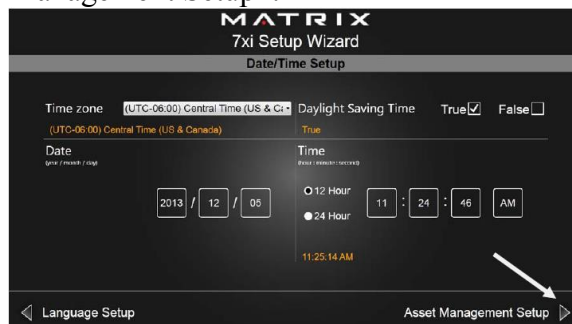 MATRIX
7xi Setup Wizard
Date/Time Setup
Time zone (UTC-06:00) Central Time (US & Ca Daylight Saving Time True False
(UTC-06:00) Central Time (US & Canada) True
Date Time
(year / month / day) (hour : minute : second)
12 Hour
2013 / 12 / 05 11 : 24 : 46 AM
24 Hour
11:25:14 AM
Language Setup Asset Management Setup